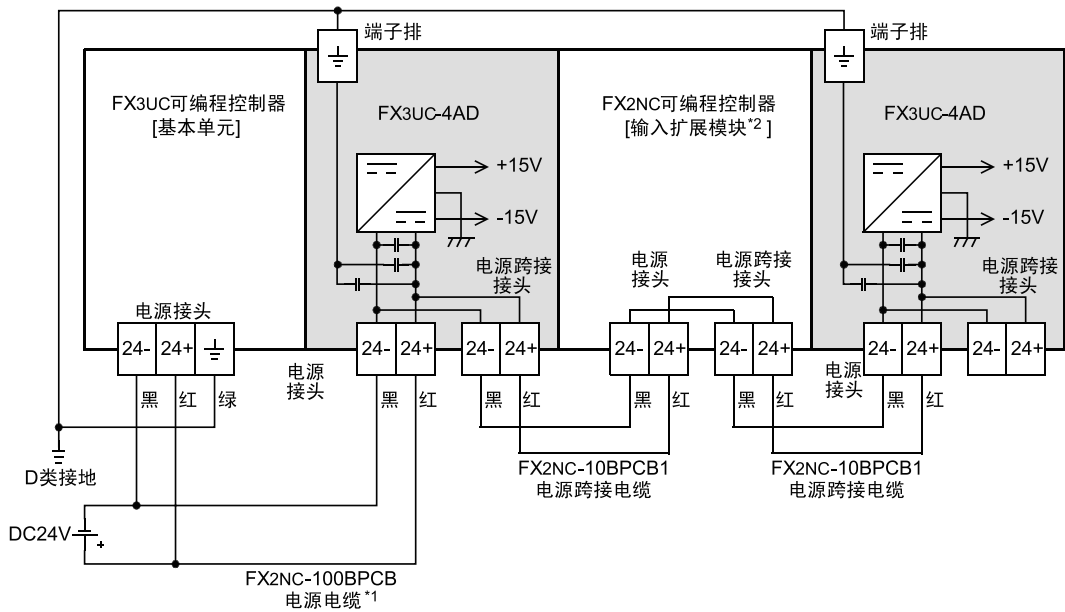 端子排
端子排
FX3UC可编程控制器
[基本单元]
FX3UC-4AD
FX2NC可编程控制器
[输入扩展模块*2]
FX3UC-4AD
+15V
-15V
+15V
-15V
电源接头
电源跨接
接头
电源
接头
电源跨接
接头
电源跨接
接头
24- 24+
24- 24+
24- 24+
24- 24+
24- 24+
24- 24+
24- 24+
电源
接头
电源
接头
黑 红 绿
黑 红
黑 红
黑 红
黑 红
D类接地
FX2NC-10BPCB1
电源跨接电缆
FX2NC-10BPCB1
电源跨接电缆
DC24V
+
FX2NC-100BPCB
电源电缆*1